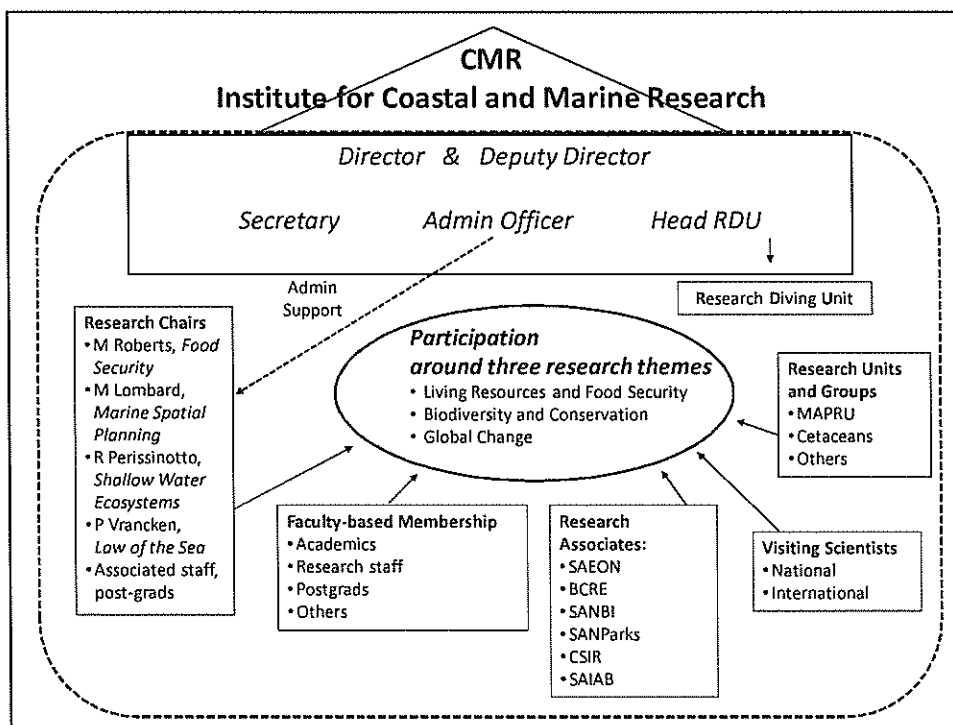 CMR
Institute for Coastal and Marine Research
Director & Deputy Director
Secretary Admin Officer Head RDU
Admin
Support
Research Diving Unit
Research Chairs
• M Roberts, Food
Security
• M Lombard,
Marine Spatial
Planning
• R Perissinotto,
Shallow Water
Ecosystems
• P Vrancken,
Law of the Sea
• Associated staff,
post-grads
Participation
around three research themes
• Living Resources and Food Security
• Biodiversity and Conservation
• Global Change
Research Units
and Groups
• MAPRU
• Cetaceans
• Others
Faculty-based Membership
• Academics
• Research staff
• Postgrads
• Others
Research
Associates:
• SAEON
• BCRE
• SANBI
• SANParks
• CSIR
• SAIAB
Visiting Scientists
• National
• International